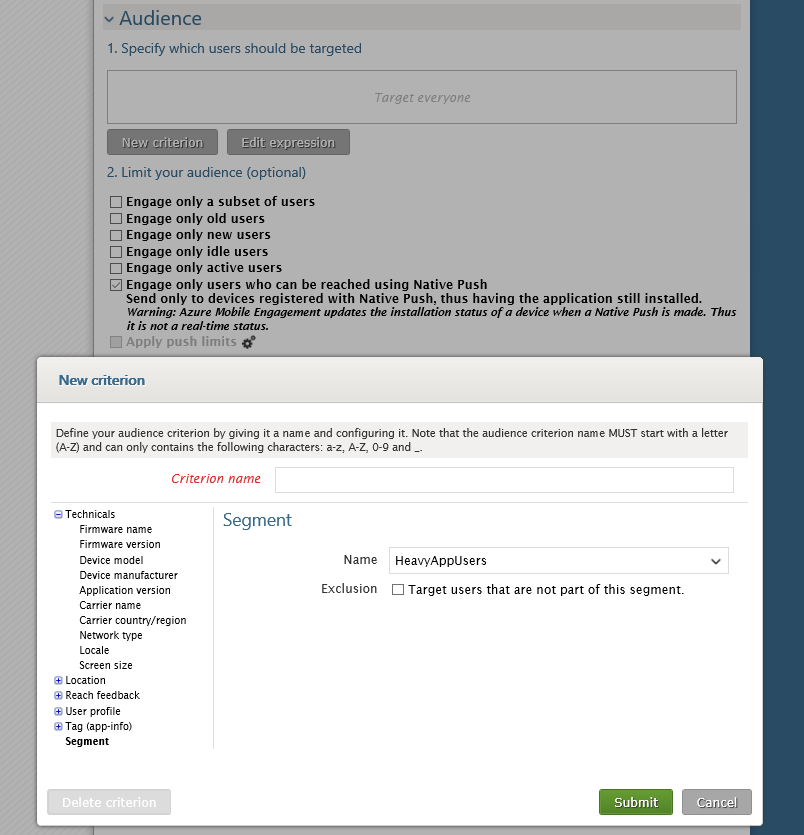 Audience
1. Specify which users should be targeted
Target everyone
New criterion Edit expression
2. Limit your audience (optional)
Engage only a subset of users
Engage only old users
Engage only new users
Engage only idle users
Engage only active users
Engage only users who can be reached using Native Push
Send only to devices registered with Native Push, thus having the application still installed.
Warning: Azure Mobile Engagement updates the installation status of a device when a Native Push is made. Thus
it is not a real-time status.
Apply push limits
New criterion
Define your audience criterion by giving it a name and configuring it. Note that the audience criterion name MUST start with a letter
(A-Z) and can only contains the following characters: a-z, A-Z, 0-9 and _.
Criterion name
Technicals
Firmware name
Firmware version
Device model
Device manufacturer
Application version
Carrier name
Carrier country/region
Network type
Locale
Screen size
Location
Reach feedback
User profile
Tag (app-info)
Segment
Segment
Name HeavyAppUsers
Exclusion Target users that are not part of this segment.
Delete criterion Submit Cancel